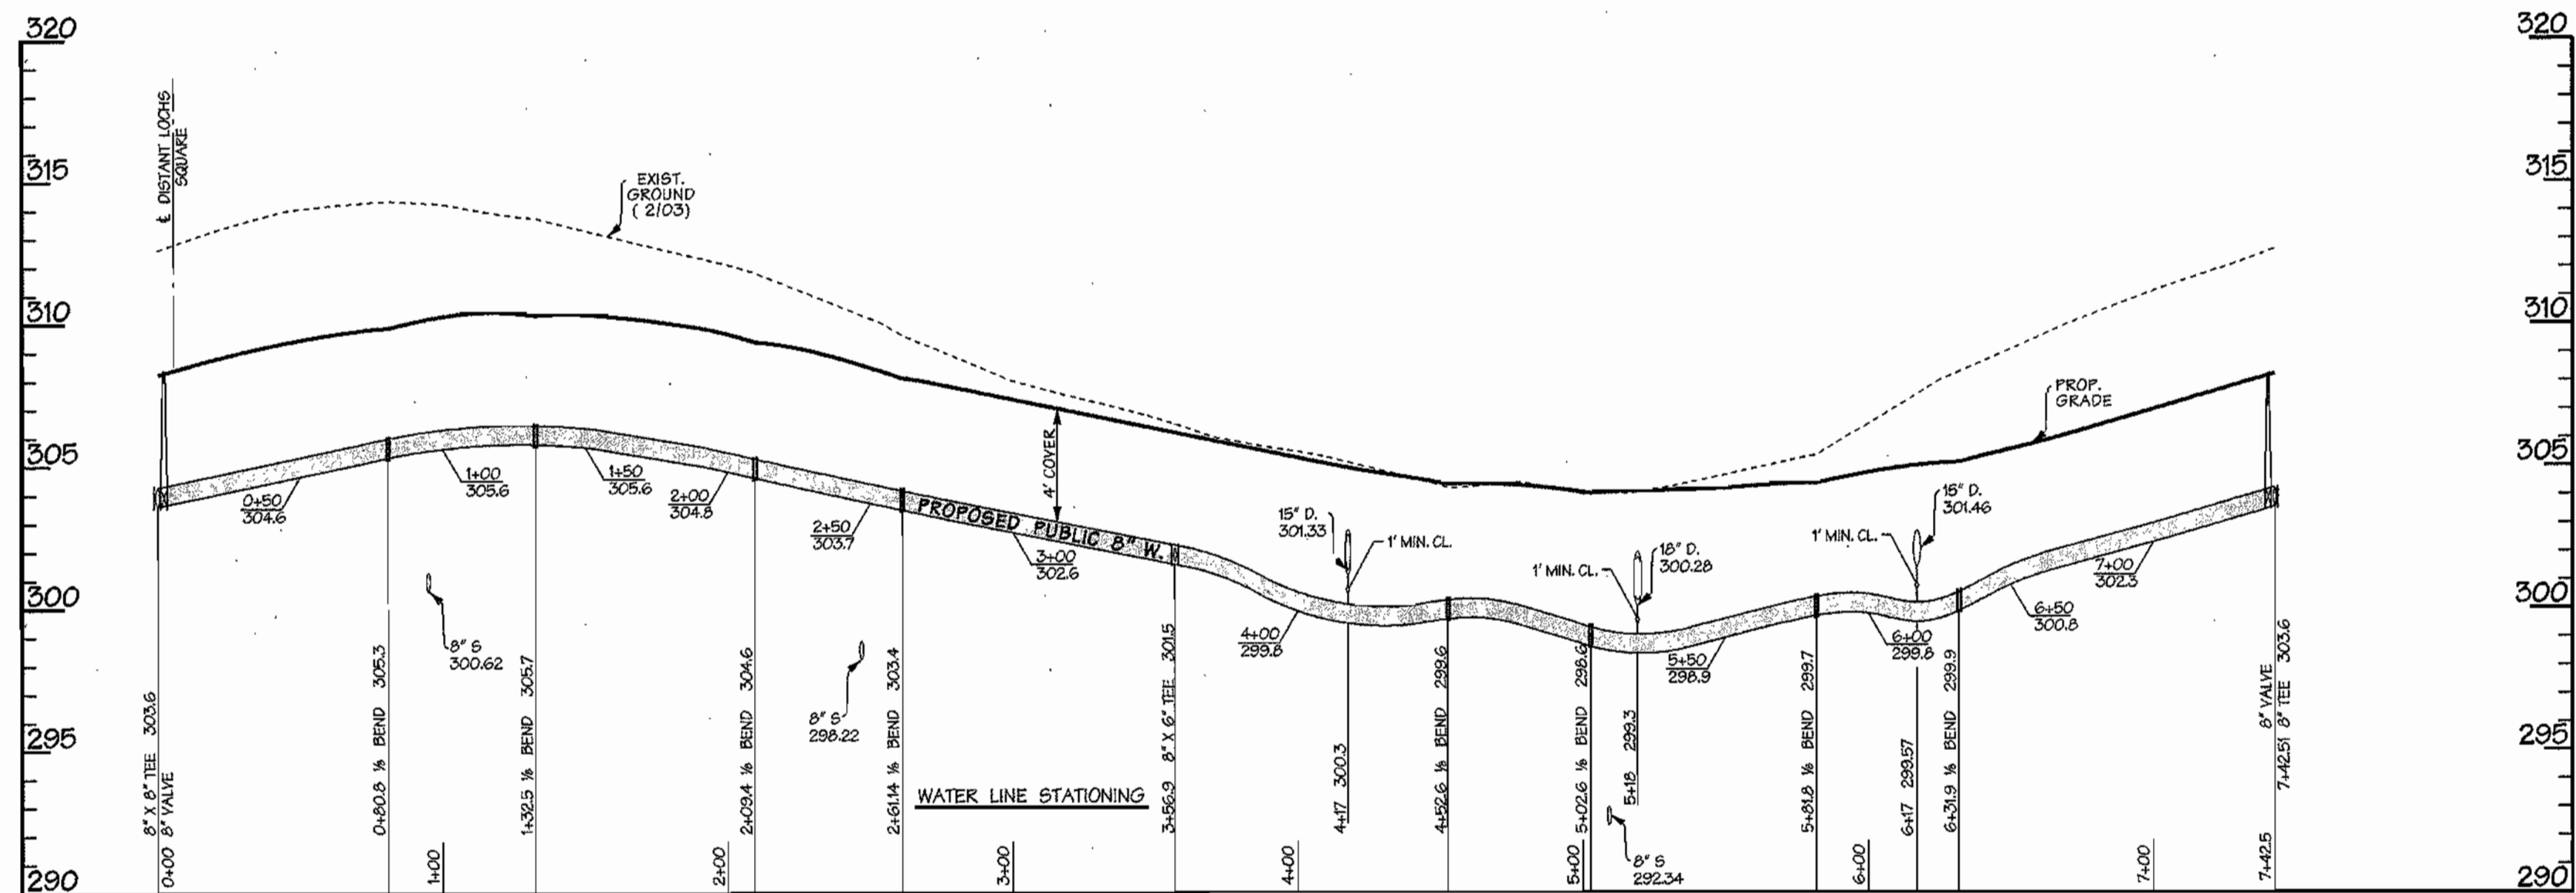 320
320
315
315
310
310
305
305
300
300
295
295
290
290
℄ DISTANT LOCHS
SQUARE
EXIST.
GROUND
( 2/03)
PROP.
GRADE
4' COVER
PROPOSED PUBLIC 8" W.
0+50
304.6
1+00
305.6
1+50
305.6
2+00
304.8
2+50
303.7
3+00
302.6
4+00
299.8
5+50
298.9
6+00
299.8
6+50
300.8
7+00
302.3
8" S
300.62
8" S
298.22
8" S
292.34
15" D.
301.33
1' MIN. CL.
1' MIN. CL.
18" D.
300.28
1' MIN. CL.
15" D.
301.46
8" X 8" TEE 303.6
0+00 8" VALVE
0+80.8 ⅛ BEND 305.3
1+32.5 ⅛ BEND 305.7
2+09.4 ⅛ BEND 304.6
2+61.14 ⅛ BEND 303.4
3+56.9 8" X 6" TEE 301.5
4+17 300.3
4+52.6 ⅛ BEND 299.6
5+02.6 ⅛ BEND 298.6
5+18 299.3
5+81.8 ⅛ BEND 299.7
6+17 299.57
6+31.9 ⅛ BEND 299.9
8" VALVE
7+42.51 8" TEE 303.6
WATER LINE STATIONING
1+00
2+00
3+00
4+00
5+00
6+00
7+00
7+42.5